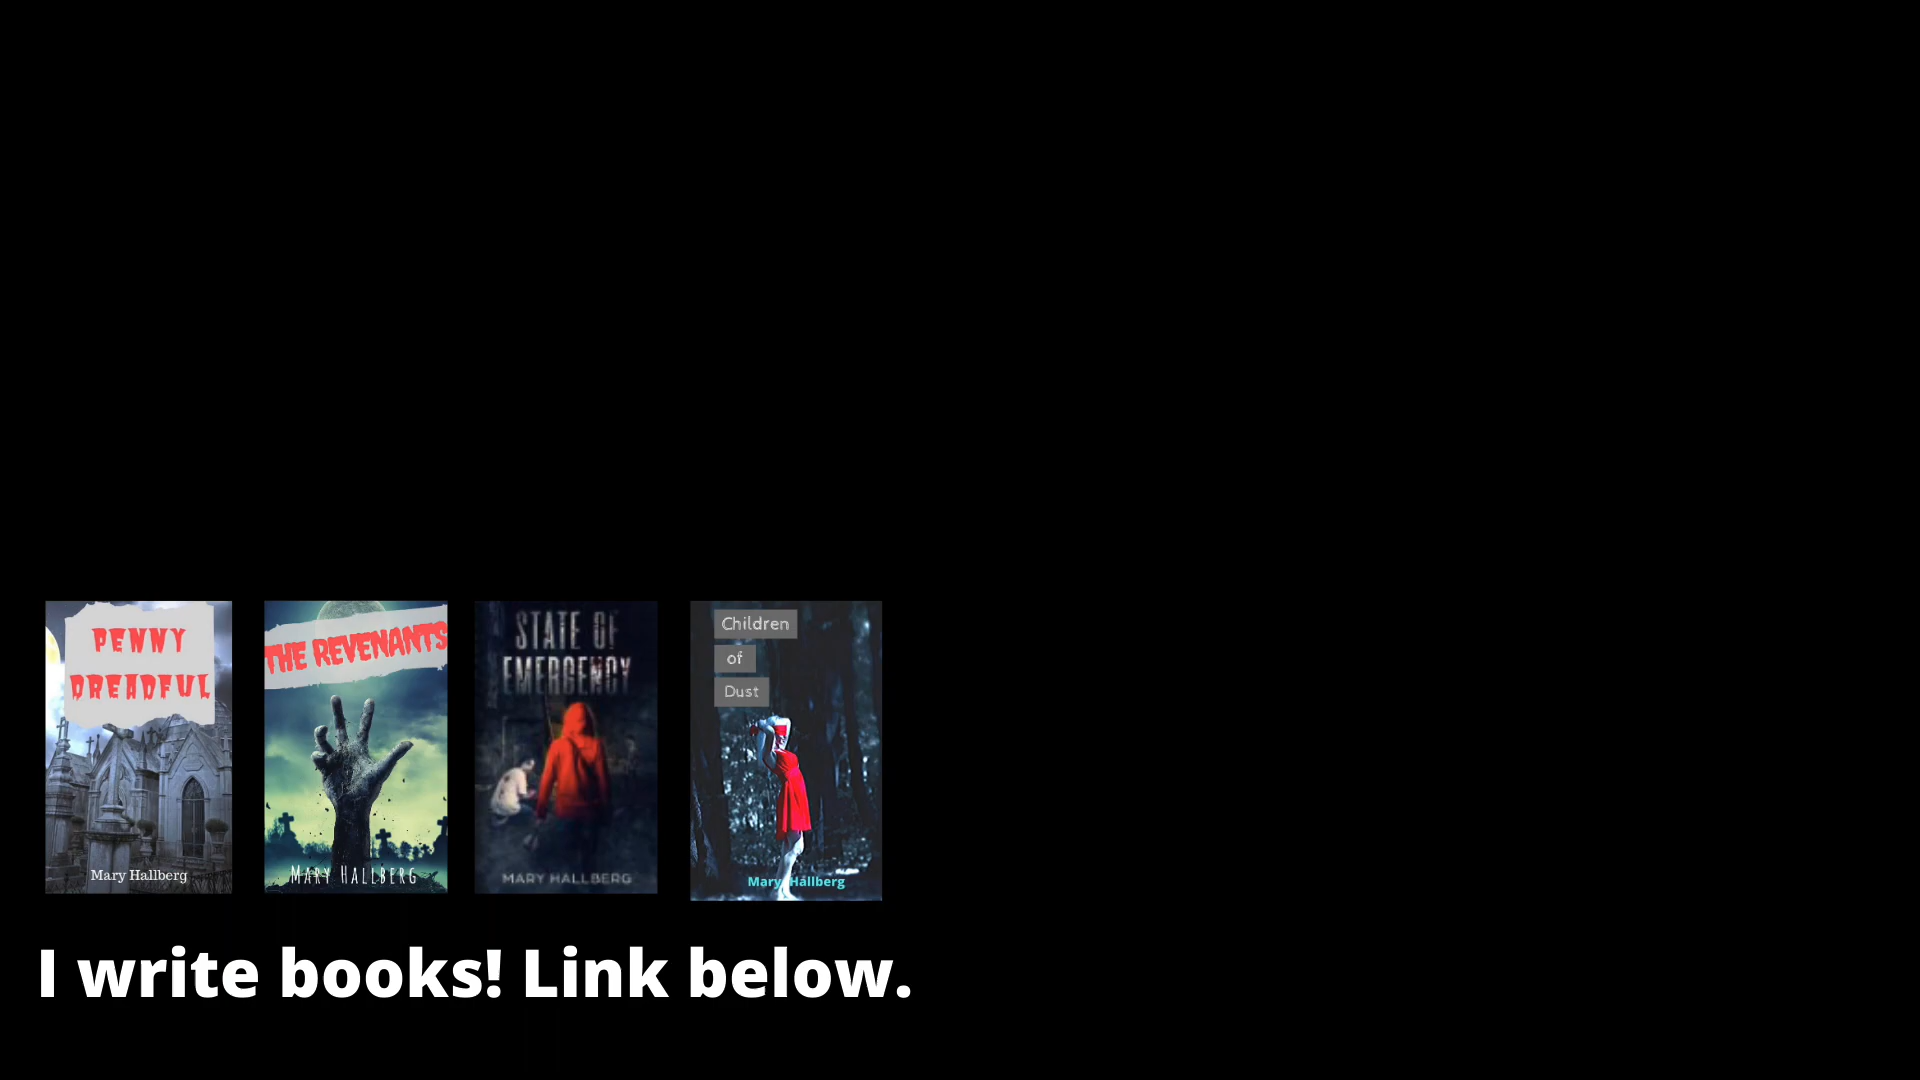 PENNY
DREADFUL
Mary Hallberg
THE REVENANTS
MARY HALLBERG
STATE OF
EMERGENCY
MARY HALLBERG
Children
of
Dust
Mary Hallberg
I write books! Link below.